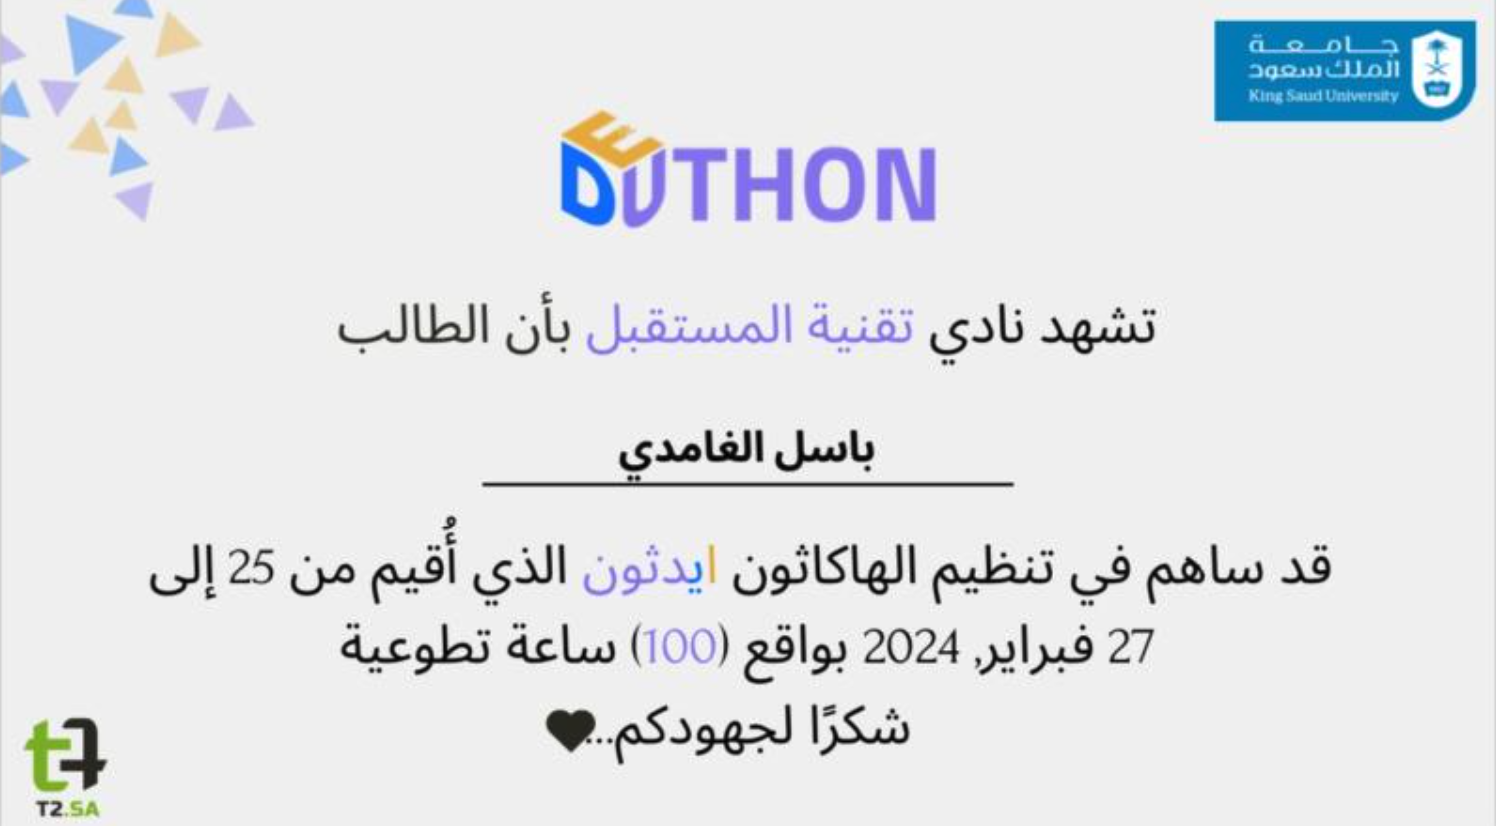 جامعة
الملك سعود
King Saud University
EDUTHON
تشهد نادي تقنية المستقبل بأن الطالب
باسل الغامدي
قد ساهم في تنظيم الهاكاثون ايدثون الذي أُقيم من 25 إلى
27 فبراير, 2024 بواقع (100) ساعة تطوعية
شكرًا لجهودكم...
T2.SA